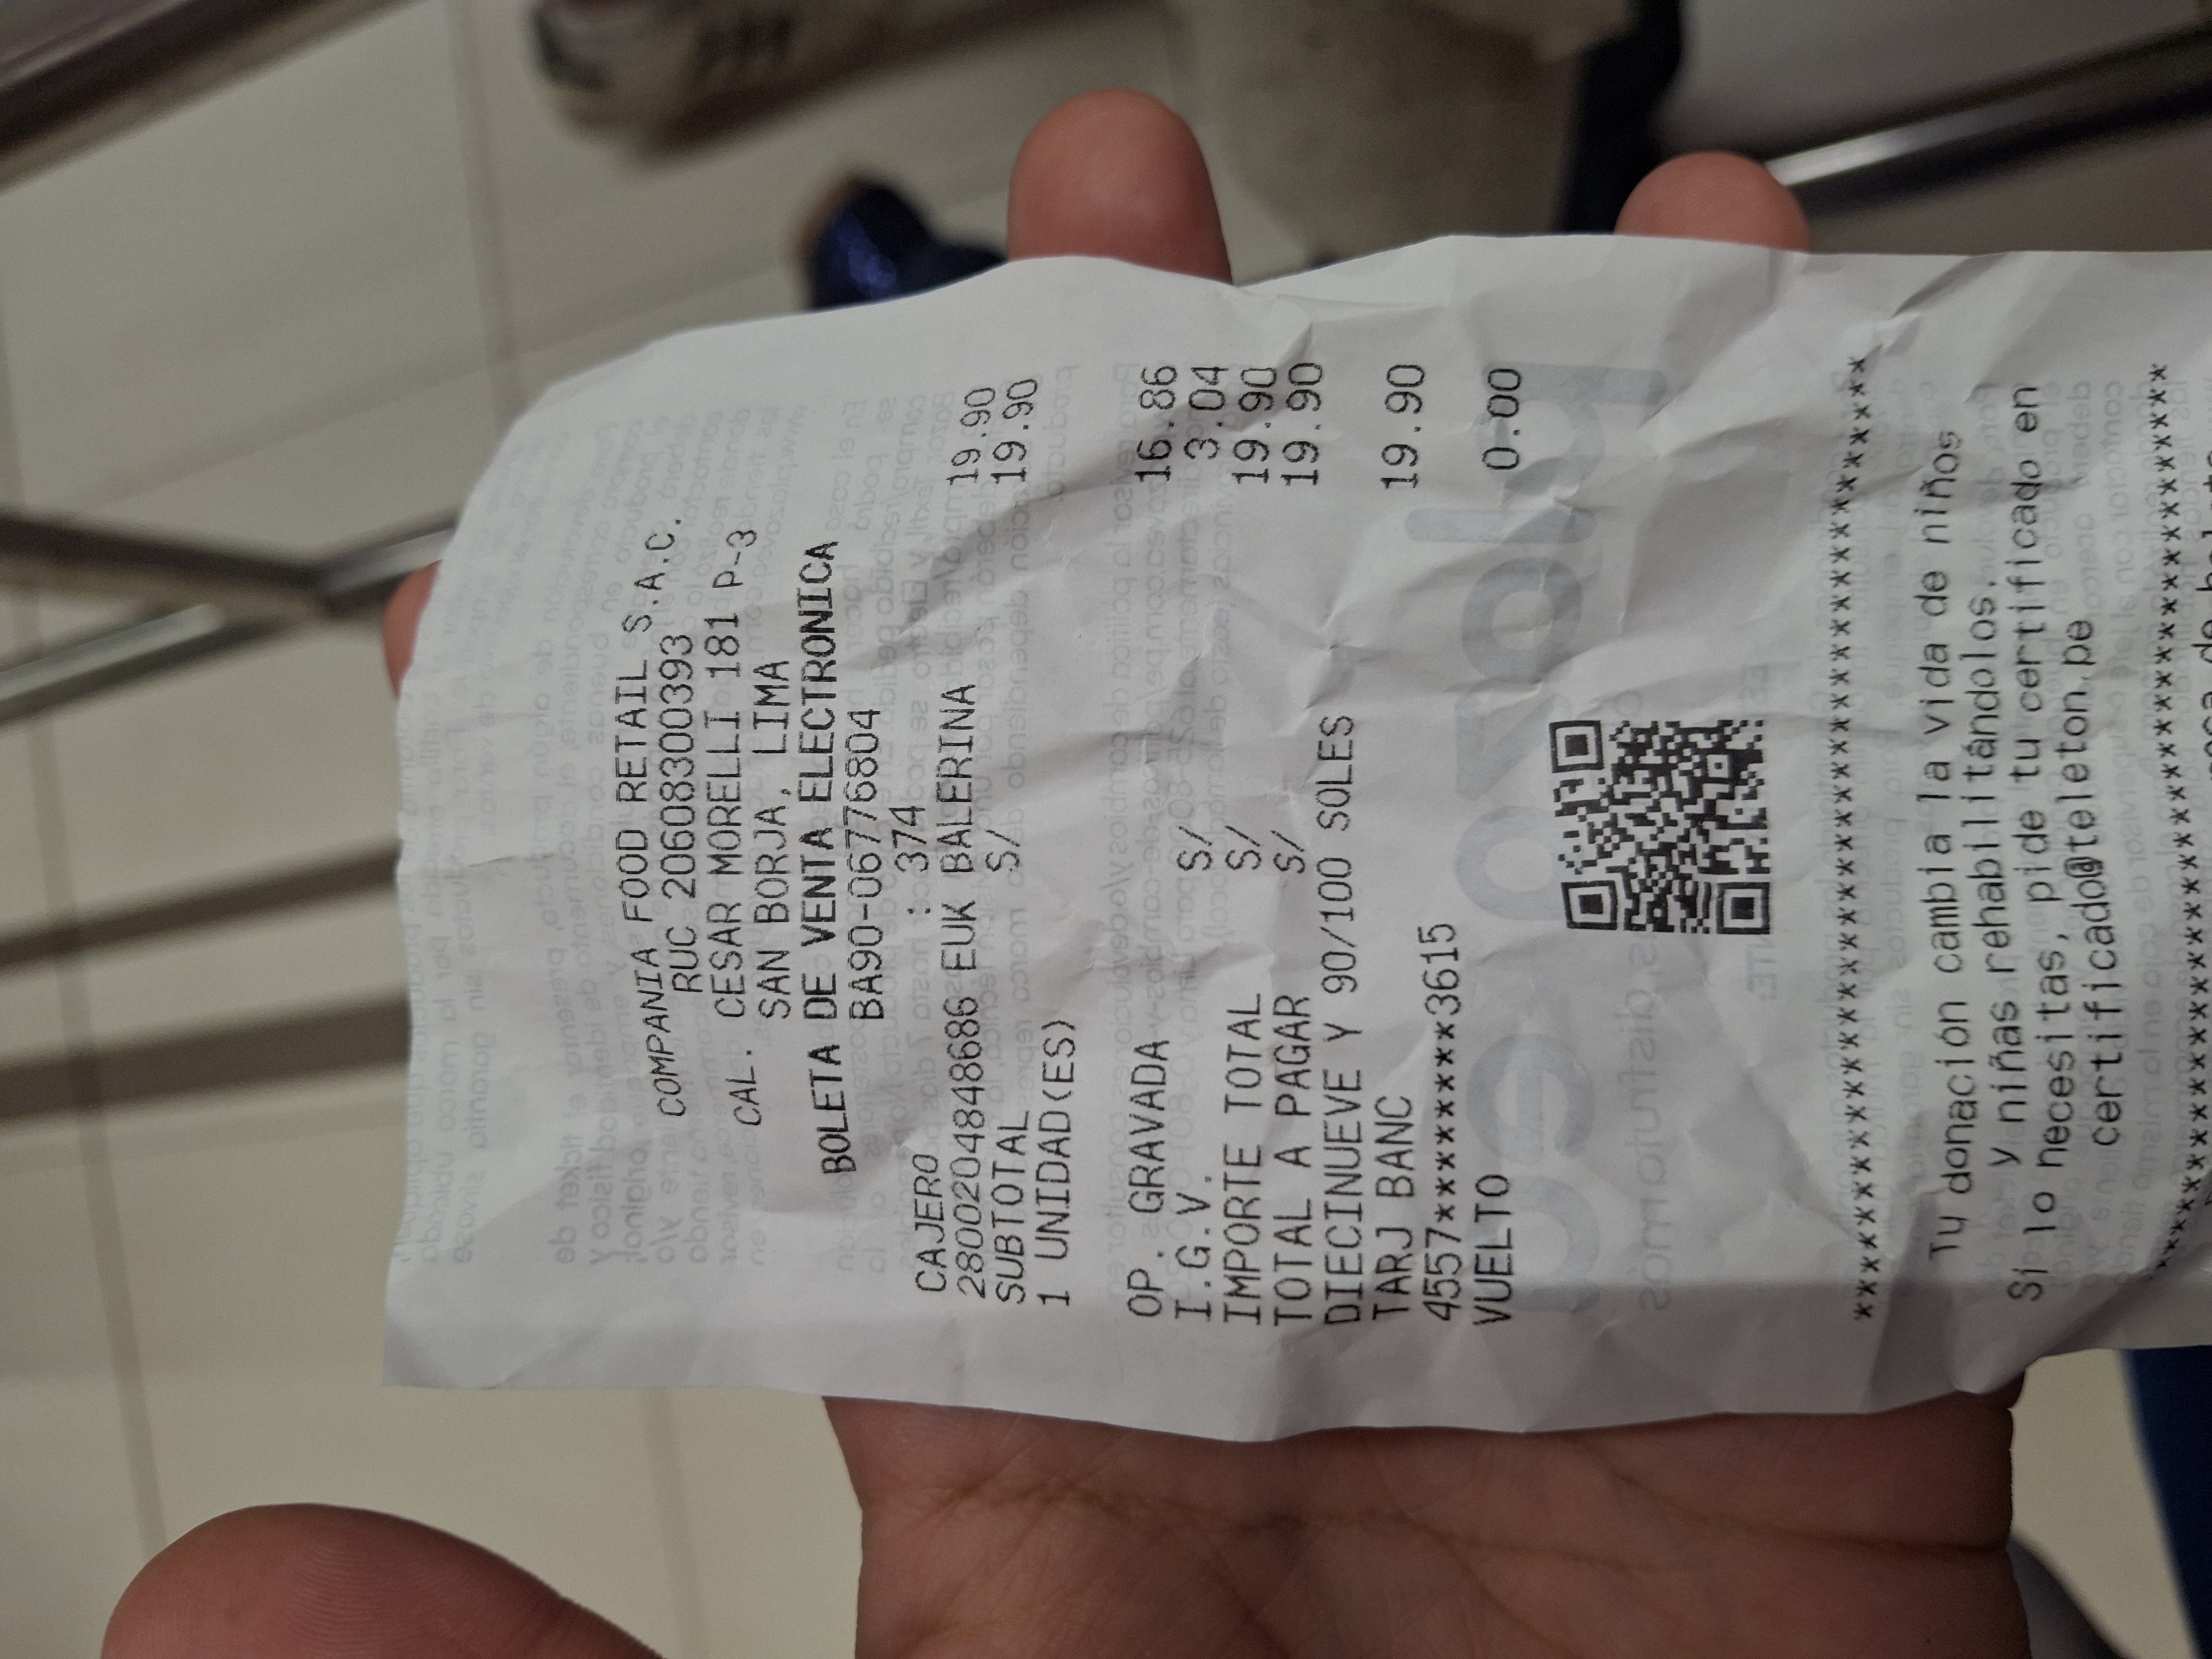 COMPANIA FOOD RETAIL S.A.C.
RUC 20608300393
CAL. CESAR MORELLI 181 P-3
SAN BORJA, LIMA
BOLETA DE VENTA ELECTRONICA
BA90-06776804
CAJERO : 374
2800204848686 EUK BALERINA 19.90
SUBTOTAL S/ 19.90
1 UNIDAD(ES)
OP. GRAVADA 16.86
I.G.V. S/ 3.04
IMPORTE TOTAL S/ 19.90
TOTAL A PAGAR S/ 19.90
DIECINUEVE Y 90/100 SOLES
TARJ BANC 19.90
4557********3615
VUELTO 0.00
****************************************
Tu donación cambia la vida de niños
y niñas rehabilitándolos.
Si lo necesitas, pide tu certificado en
certificado@teleton.pe
****************************************
de